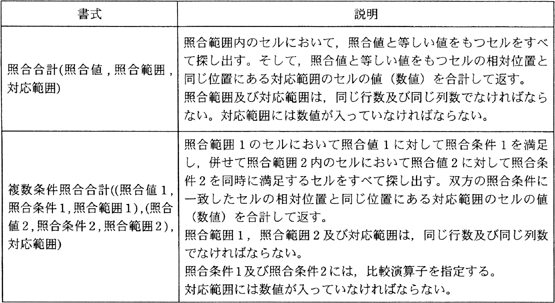 書式
説明
照合合計(照合値,照合範囲,
対応範囲)
照合範囲内のセルにおいて,照合値と等しい値をもつセルをすべ
て探し出す。そして,照合値と等しい値をもつセルの相対位置と
同じ位置にある対応範囲のセルの値(数値)を合計して返す。
照合範囲及び対応範囲は,同じ行数及び同じ列数でなければなら
ない。対応範囲には数値が入っていなければならない。
複数条件照合合計((照合値1,
照合条件1,照合範囲1),(照合
値2,照合条件2,照合範囲2),
対応範囲)
照合範囲1のセルにおいて照合値1に対して照合条件1を満足
し,併せて照合範囲2内のセルにおいて照合値2に対して照合条
件2を同時に満足するセルをすべて探し出す。双方の照合条件に
一致したセルの相対位置と同じ位置にある対応範囲のセルの値
(数値)を合計して返す。
照合範囲1,照合範囲2及び対応範囲は,同じ行数及び同じ列数
でなければならない。
照合条件1及び照合条件2には,比較演算子を指定する。
対応範囲には数値が入っていなければならない。